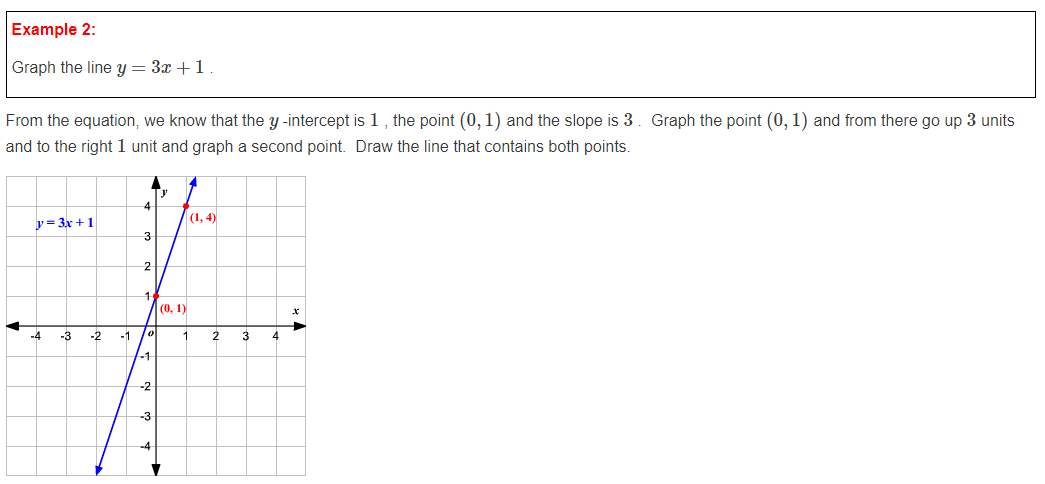 Example 2:
Graph the line y = 3x + 1 .
From the equation, we know that the y -intercept is 1 , the point (0, 1) and the slope is 3 .  Graph the point (0, 1) and from there go up 3 units
and to the right 1 unit and graph a second point.  Draw the line that contains both points.
y
4
(1, 4)
y = 3x + 1
3
2
1
(0, 1)
x
-4 -3 -2 -1 o 1 2 3 4
-1
-2
-3
-4